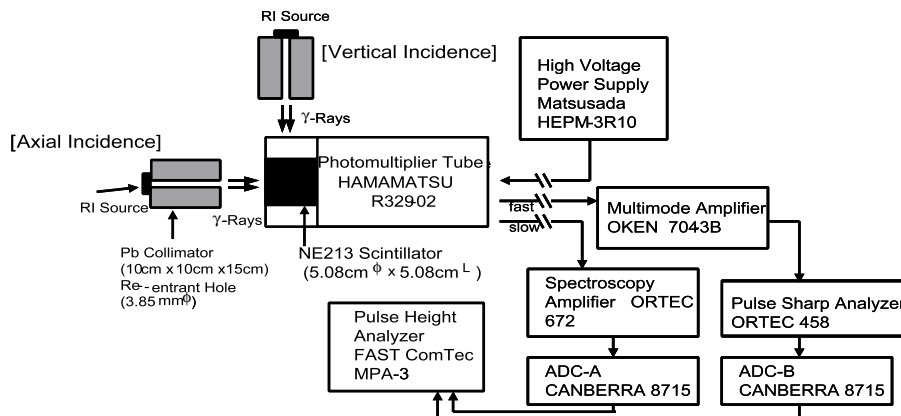 RI Source
[Vertical Incidence]
γ-Rays
High Voltage
Power Supply
Matsusada
HEPM-3R10
[Axial Incidence]
RI Source
γ-Rays
Photomultiplier Tube
HAMAMATSU
R329-02
fast
slow
Multimode Amplifier
OKEN 7043B
Pb Collimator
(10cm x 10cm x 15cm)
Re--entrant Hole
(3.85 mmφ)
NE213 Scintillator
(5.08cm φ x 5.08cm L )
Spectroscopy
Amplifier ORTEC
672
Pulse Sharp Analyzer
ORTEC 458
Pulse Height
Analyzer
FAST ComTec
MPA-3
ADC-A
CANBERRA 8715
ADC-B
CANBERRA 8715